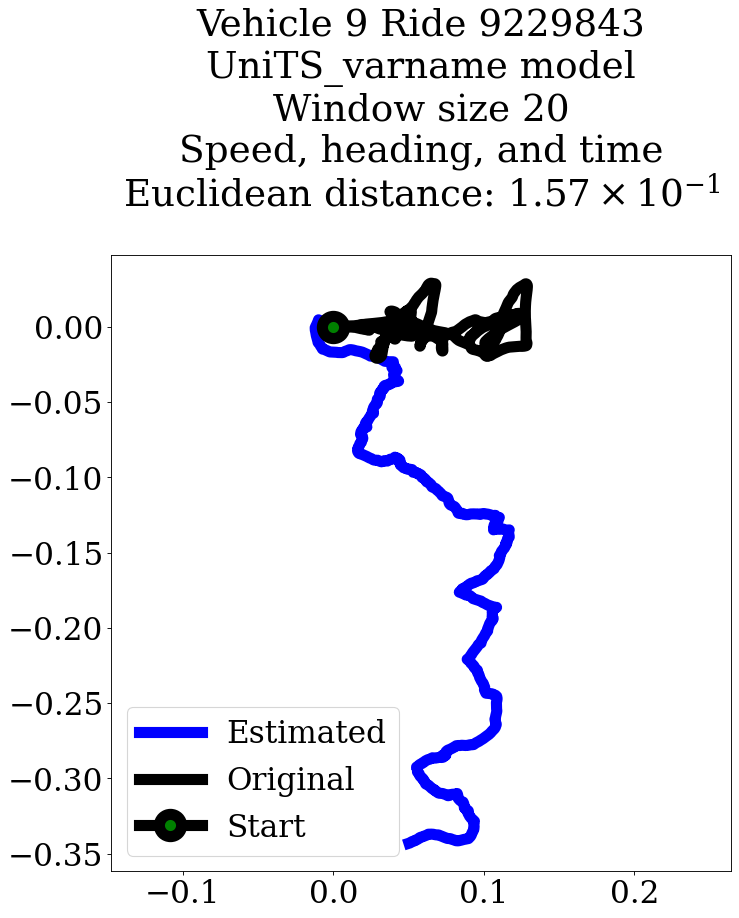 Vehicle 9 Ride 9229843
UniTS_varname model
Window size 20
Speed, heading, and time
Euclidean distance: 1.57 × 10⁻¹
0.00
−0.05
−0.10
−0.15
−0.20
−0.25
−0.30
−0.35
Estimated
Original
Start
−0.1 0.0 0.1 0.2